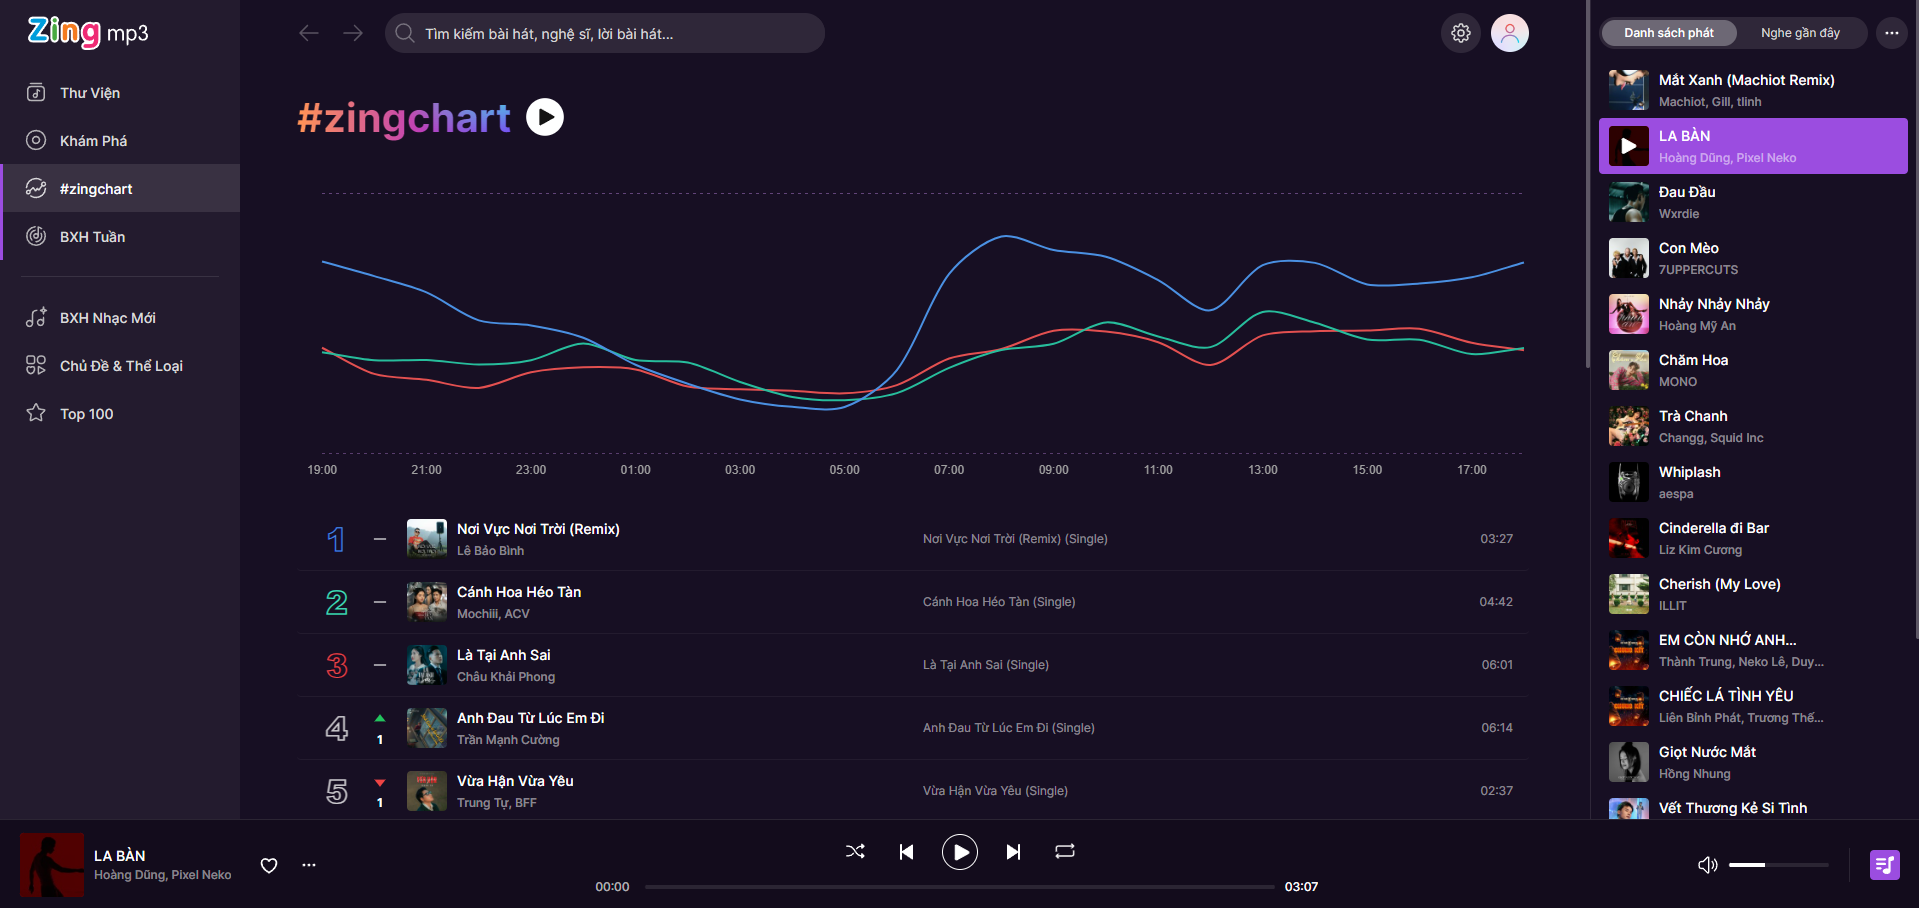 Zing mp3
Thư Viện
Khám Phá
#zingchart
BXH Tuần
BXH Nhạc Mới
Chủ Đề & Thể Loại
Top 100
Tìm kiếm bài hát, nghệ sĩ, lời bài hát...
#zingchart
19:00 21:00 23:00 01:00 03:00 05:00 07:00 09:00 11:00 13:00 15:00 17:00
1 Nơi Vực Nơi Trời (Remix) Nơi Vực Nơi Trời (Remix) (Single) 03:27
Lê Bảo Bình
2 Cánh Hoa Héo Tàn Cánh Hoa Héo Tàn (Single) 04:42
Mochiii, ACV
3 Là Tại Anh Sai Là Tại Anh Sai (Single) 06:01
Châu Khải Phong
4 1 Anh Đau Từ Lúc Em Đi Anh Đau Từ Lúc Em Đi (Single) 06:14
Trần Mạnh Cường
5 1 Vừa Hận Vừa Yêu Vừa Hận Vừa Yêu (Single) 02:37
Trung Tự, BFF
Danh sách phát Nghe gần đây
Mắt Xanh (Machiot Remix)
Machiot, Gill, tlinh
LA BÀN
Hoàng Dũng, Pixel Neko
Đau Đầu
Wxrdie
Con Mèo
7UPPERCUTS
Nhảy Nhảy Nhảy
Hoàng Mỹ An
Chăm Hoa
MONO
Trà Chanh
Changg, Squid Inc
Whiplash
aespa
Cinderella đi Bar
Liz Kim Cương
Cherish (My Love)
ILLIT
EM CÒN NHỚ ANH...
Thành Trung, Neko Lê, Duy...
CHIẾC LÁ TÌNH YÊU
Liên Bỉnh Phát, Trương Thế...
Giọt Nước Mắt
Hồng Nhung
Vết Thương Kẻ Si Tình
LA BÀN
Hoàng Dũng, Pixel Neko
00:00 03:07